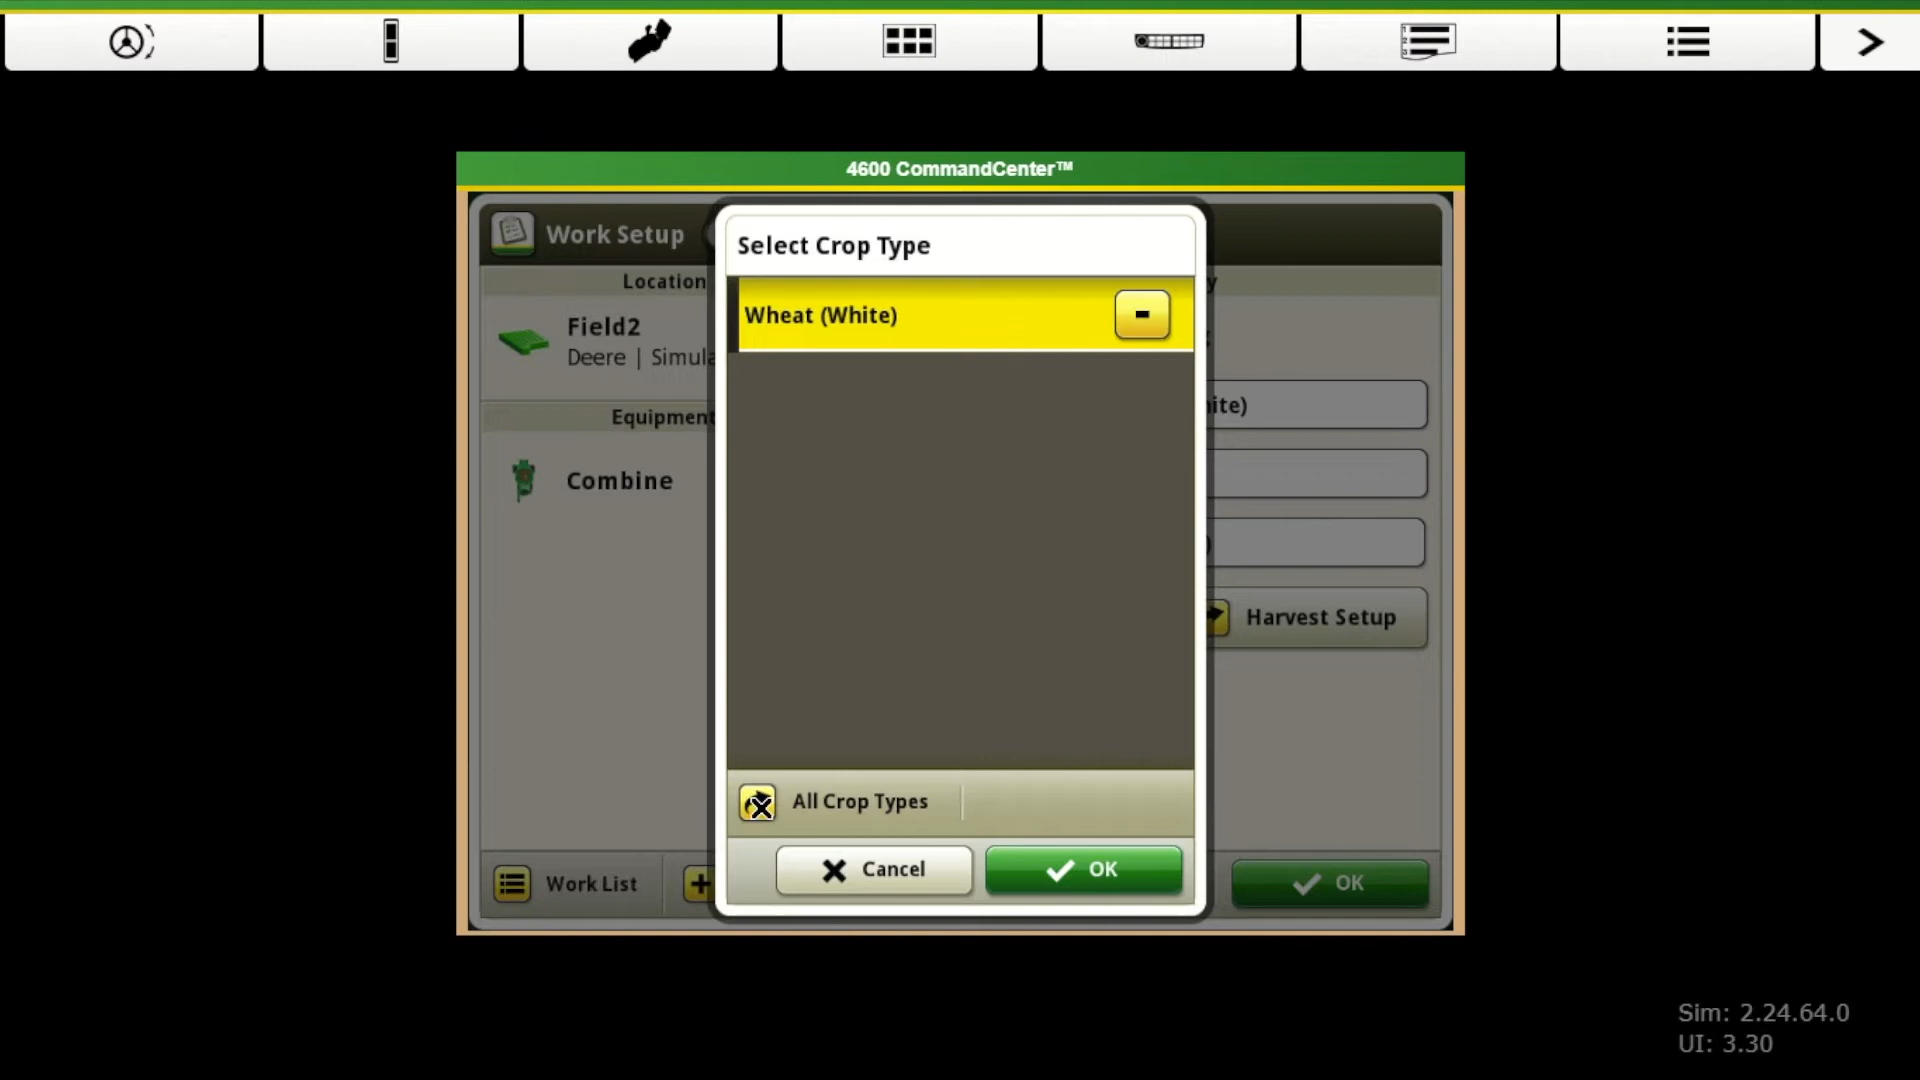 4600 CommandCenter™
Work Setup
Select Crop Type
Location
Field2
Deere | Simula
Equipment
Combine
Wheat (White)
ite)
Harvest Setup
All Crop Types
Cancel
OK
Work List
OK
Sim: 2.24.64.0
UI: 3.30